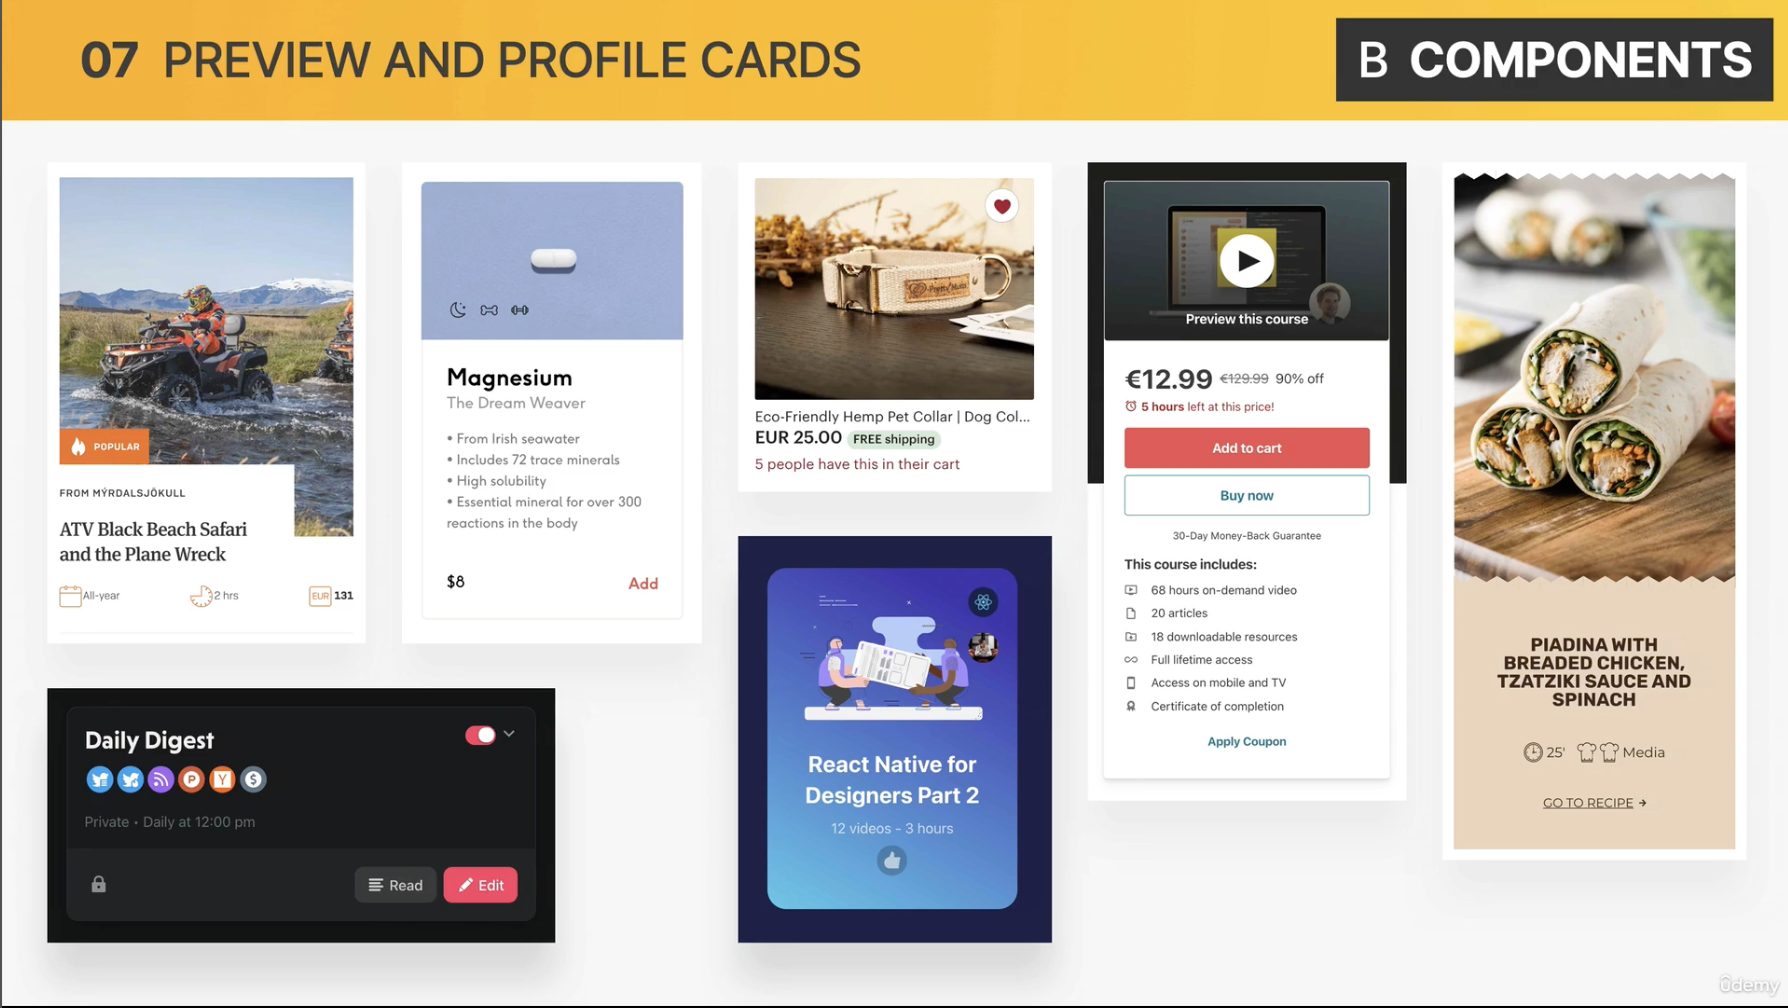 07 PREVIEW AND PROFILE CARDS
B COMPONENTS
POPULAR
FROM MÝRDALSJÖKULL
ATV Black Beach Safari
and the Plane Wreck
All-year
2 hrs
EUR 131
Magnesium
The Dream Weaver
• From Irish seawater
• Includes 72 trace minerals
• High solubility
• Essential mineral for over 300
reactions in the body
$8
Add
Eco-Friendly Hemp Pet Collar | Dog Col...
EUR 25.00 FREE shipping
5 people have this in their cart
Preview this course
€12.99 €129.99 90% off
5 hours left at this price!
Add to cart
Buy now
30-Day Money-Back Guarantee
This course includes:
68 hours on-demand video
20 articles
18 downloadable resources
Full lifetime access
Access on mobile and TV
Certificate of completion
Apply Coupon
PIADINA WITH
BREADED CHICKEN,
TZATZIKI SAUCE AND
SPINACH
25' Media
GO TO RECIPE →
Daily Digest
Private • Daily at 12:00 pm
Read
Edit
React Native for
Designers Part 2
12 videos - 3 hours
ûdemy